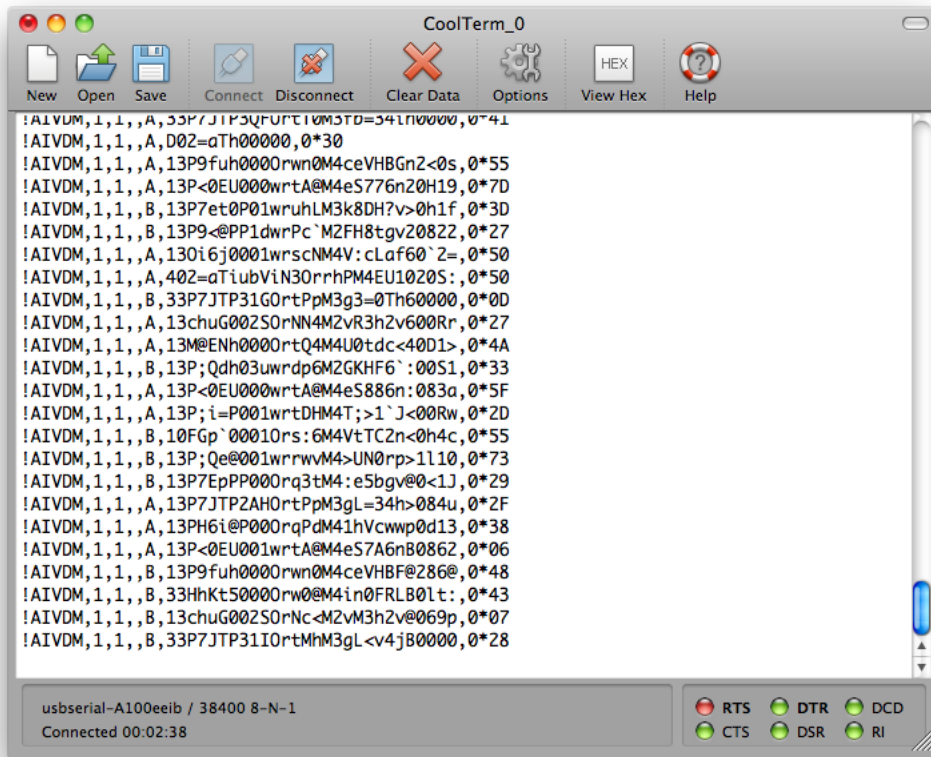 CoolTerm_0
New Open Save Connect Disconnect Clear Data Options HEX View Hex Help
!AIVDM,1,1,,A,33P7JTP3QFOrtT0M3fb=34th0000,0*41
!AIVDM,1,1,,A,D02=aTh00000,0*30
!AIVDM,1,1,,A,13P9fuh000Orwn0M4ceVHBGn2<0s,0*55
!AIVDM,1,1,,A,13P<0EU000wrtA@M4eS776n20H19,0*7D
!AIVDM,1,1,,B,13P7et0P01wruhLM3k8DH?v>0h1f,0*3D
!AIVDM,1,1,,B,13P9<@PP1dwrPc`M2FH8tgv20822,0*27
!AIVDM,1,1,,A,13Oi6j0001wrscNM4V:cLaf60`2=,0*50
!AIVDM,1,1,,A,402=aTiubViN3OrrhPM4EU1020S:,0*50
!AIVDM,1,1,,B,33P7JTP31GOrtPpM3g3=0Th60000,0*0D
!AIVDM,1,1,,A,13chuG002SOrNN4M2vR3h2v600Rr,0*27
!AIVDM,1,1,,A,13M@ENh000OrtQ4M4U0tdc<40D1>,0*4A
!AIVDM,1,1,,B,13P;Qdh03uwrdp6M2GKHF6`:00S1,0*33
!AIVDM,1,1,,A,13P<0EU000wrtA@M4eS886n:083a,0*5F
!AIVDM,1,1,,A,13P;i=P001wrtDHM4T;>1`J<00Rw,0*2D
!AIVDM,1,1,,B,10FGp`0001Ors:6M4VtTC2n<0h4c,0*55
!AIVDM,1,1,,B,13P;Qe@001wrrwvM4>UN0rp>1l10,0*73
!AIVDM,1,1,,B,13P7EpPP00Orq3tM4:e5bgv@0<1J,0*29
!AIVDM,1,1,,A,13P7JTP2AHOrtPpM3gL=34h>084u,0*2F
!AIVDM,1,1,,A,13PH6i@P00OrqPdM41hVcwwp0d13,0*38
!AIVDM,1,1,,A,13P<0EU001wrtA@M4eS7A6nB0862,0*06
!AIVDM,1,1,,B,13P9fuh000Orwn0M4ceVHBF@286@,0*48
!AIVDM,1,1,,B,33HhKt5000Orw0@M4in0FRLB0lt:,0*43
!AIVDM,1,1,,B,13chuG002SOrNc<M2vM3h2v@069p,0*07
!AIVDM,1,1,,B,33P7JTP31IOrtMhM3gL<v4jB0000,0*28
usbserial-A100eeib / 38400 8-N-1
Connected 00:02:38
RTS DTR DCD
CTS DSR RI